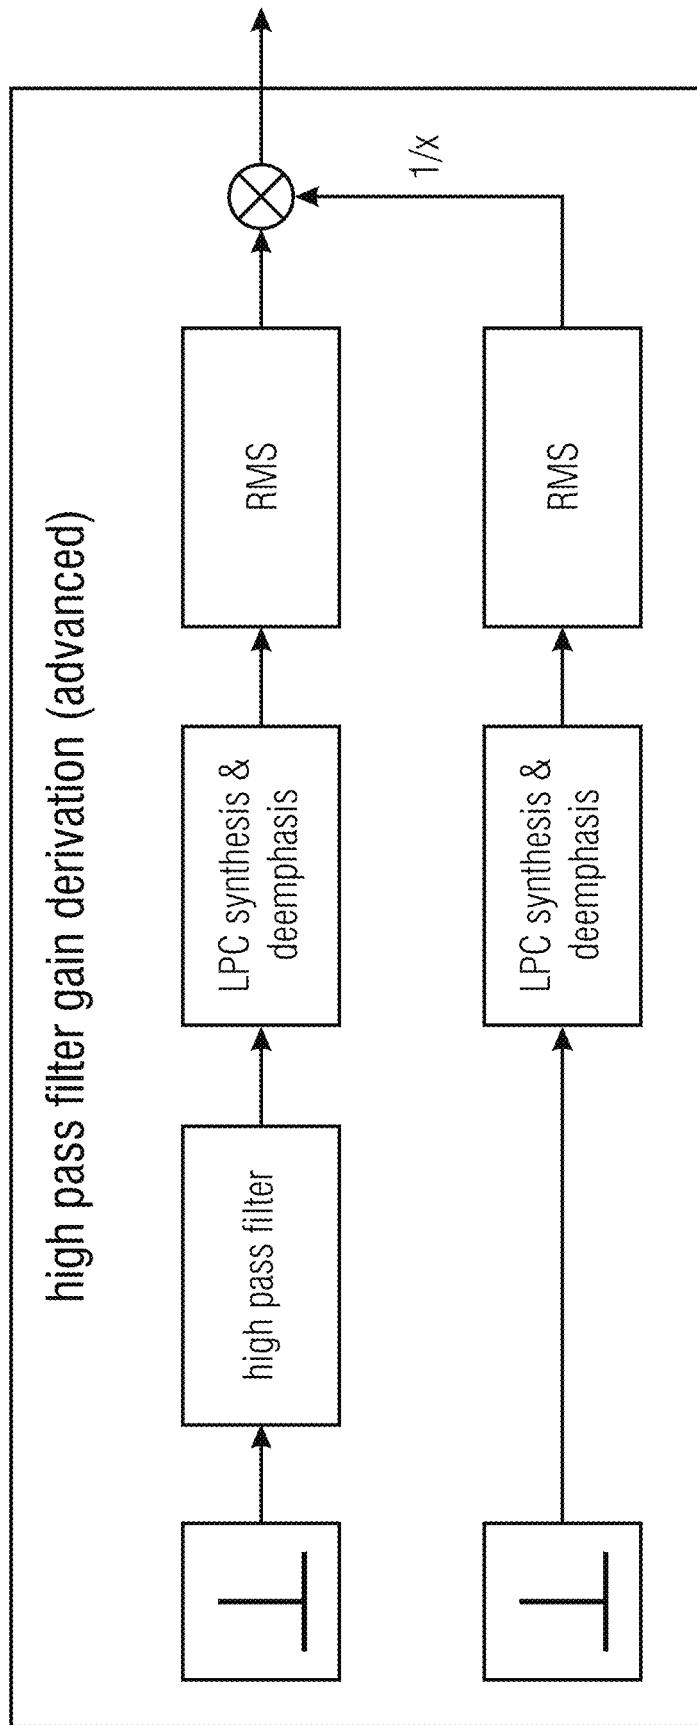 high pass filter gain derivation (advanced)
high pass filter
LPC synthesis &
deemphasis
RMS
LPC synthesis &
deemphasis
RMS
1/x